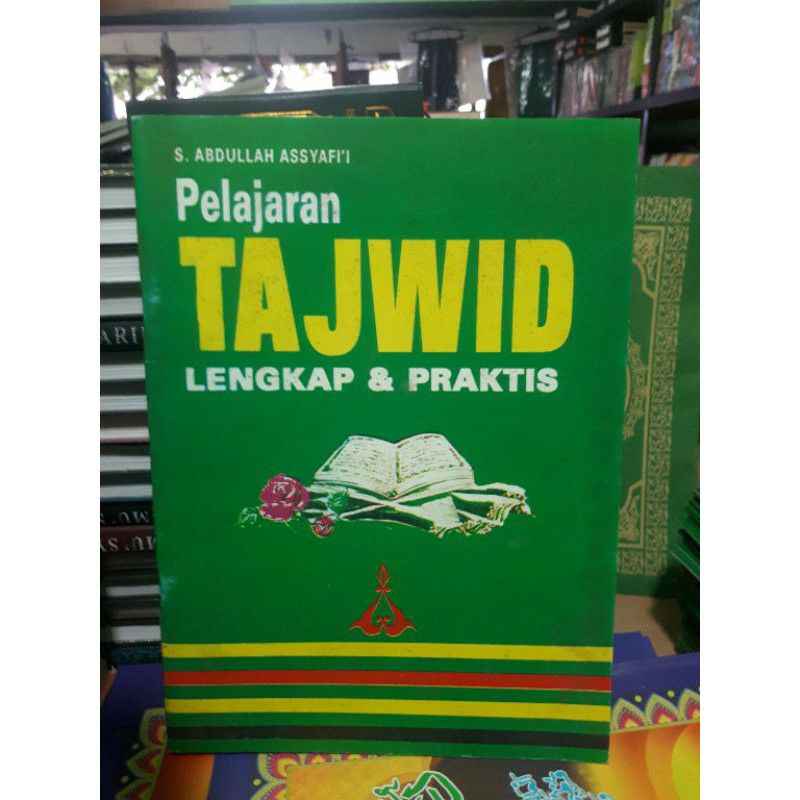 S. ABDULLAH ASSYAFI'I
Pelajaran
TAJWID
LENGKAP & PRAKTIS